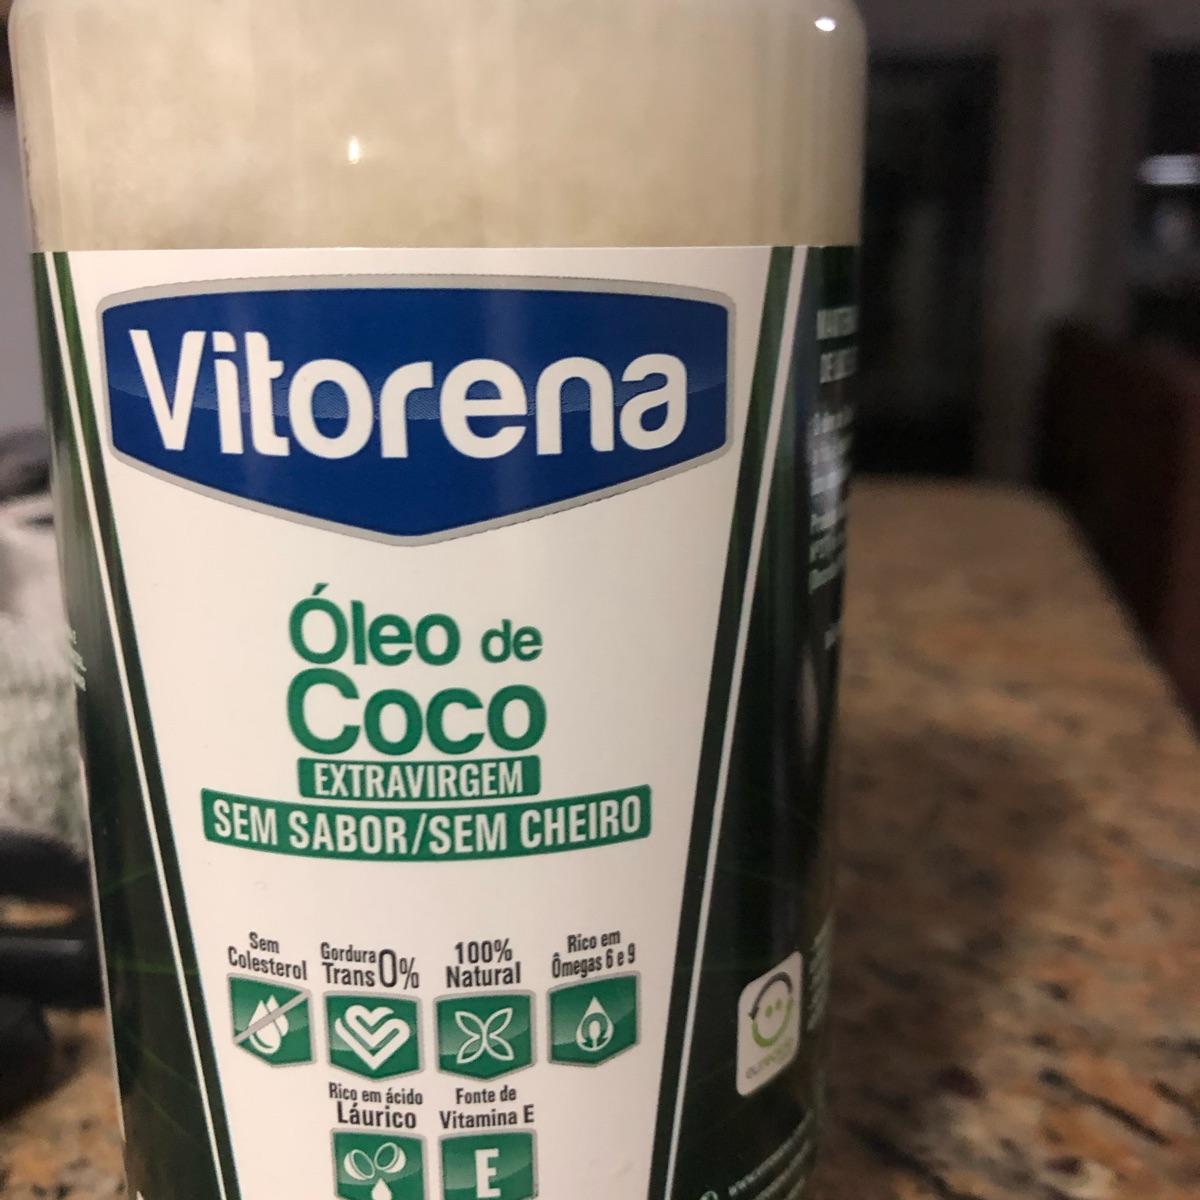 Vitorena
Óleo de
Coco
EXTRAVIRGEM
SEM SABOR/SEM CHEIRO
Sem
Colesterol
Gordura
Trans 0%
100%
Natural
Rico em
Ômegas 6 e 9
Rico em ácido
Láurico
Fonte de
Vitamina E
E
eureciclo